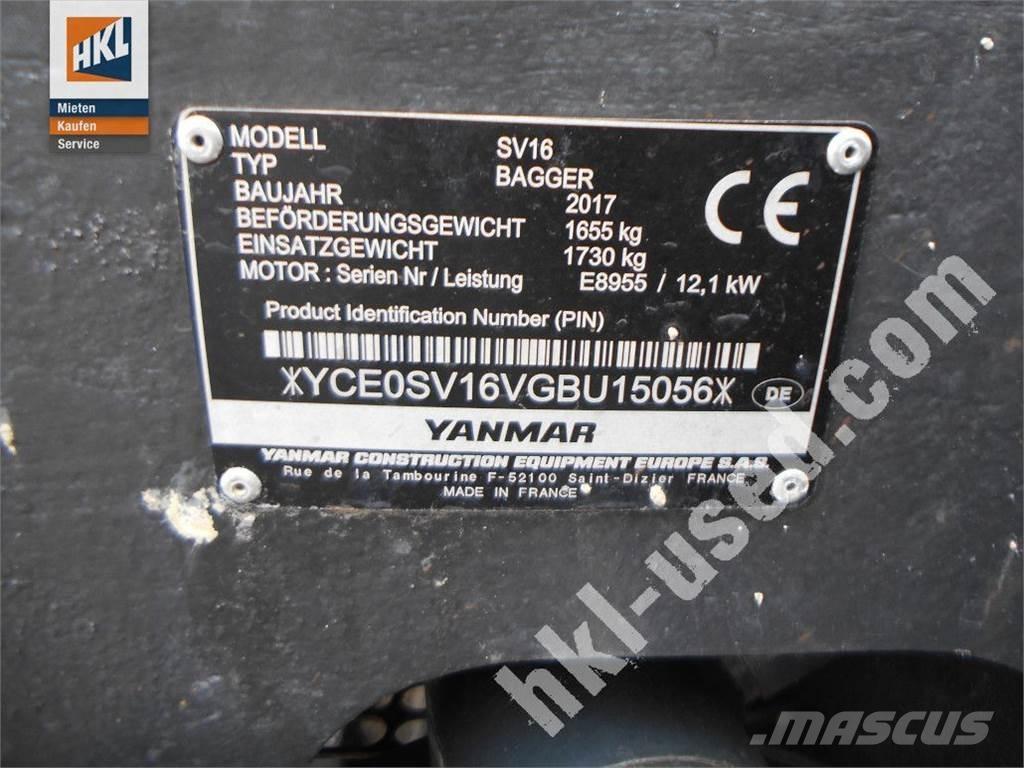 HKL
Mieten
Kaufen
Service
MODELL SV16
TYP BAGGER
BAUJAHR 2017
BEFÖRDERUNGSGEWICHT 1655 kg
EINSATZGEWICHT 1730 kg
MOTOR : Serien Nr / Leistung E8955 / 12,1 kW
CE
Product Identification Number (PIN)
*YCE0SV16VGBU15056*
DE
YANMAR
YANMAR CONSTRUCTION EQUIPMENT EUROPE S.A.S.
Rue de la Tambourine F-52100 Saint-Dizier FRANCE
MADE IN FRANCE
hkl-used.com
MASCUS